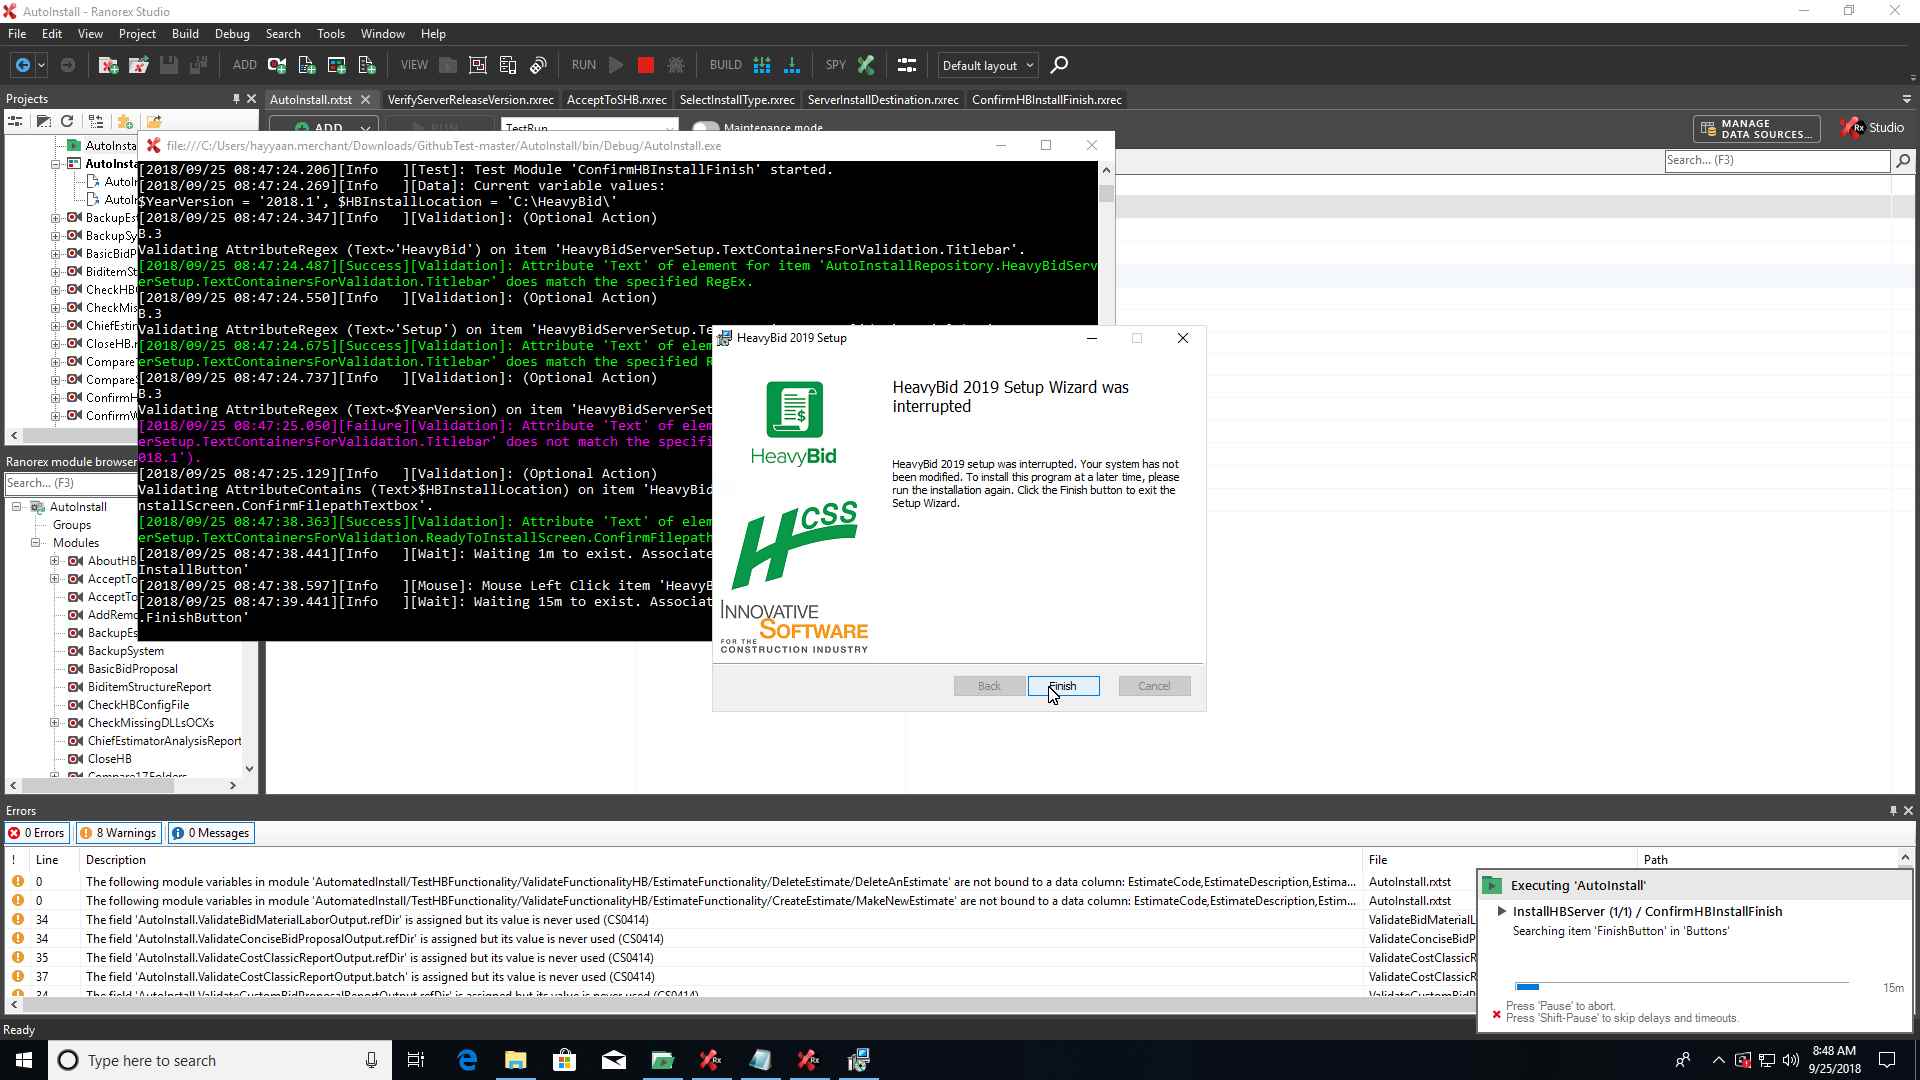 AutoInstall - Ranorex Studio
File Edit View Project Build Debug Search Tools Window Help
ADD VIEW RUN BUILD SPY Default layout
Projects
AutoInstall.rxtst VerifyServerReleaseVersion.rxrec AcceptToSHB.rxrec SelectInstallType.rxrec ServerInstallDestination.rxrec ConfirmHBInstallFinish.rxrec
ADD RUN TestRun Maintenance mode
MANAGE
DATA SOURCES...
Studio
Search... (F3)
AutoInsta
AutoInsta
AutoIn
AutoIn
BackupEst
BackupSy
BasicBidP
BiditemSt
CheckHBC
CheckMis
ChiefEstin
CloseHB.r
Compare
CompareS
ConfirmH
ConfirmV
file:///C:/Users/hayyaan.merchant/Downloads/GithubTest-master/AutoInstall/bin/Debug/AutoInstall.exe
[2018/09/25 08:47:24.206][Info   ][Test]: Test Module 'ConfirmHBInstallFinish' started.
[2018/09/25 08:47:24.269][Info   ][Data]: Current variable values:
$YearVersion = '2018.1', $HBInstallLocation = 'C:\HeavyBid\'
[2018/09/25 08:47:24.347][Info   ][Validation]: (Optional Action)
B.3
Validating AttributeRegex (Text~'HeavyBid') on item 'HeavyBidServerSetup.TextContainersForValidation.Titlebar'.
[2018/09/25 08:47:24.487][Success][Validation]: Attribute 'Text' of element for item 'AutoInstallRepository.HeavyBidServ
erSetup.TextContainersForValidation.Titlebar' does match the specified RegEx.
[2018/09/25 08:47:24.550][Info   ][Validation]: (Optional Action)
B.3
Validating AttributeRegex (Text~'Setup') on item 'HeavyBidServerSetup.Te
[2018/09/25 08:47:24.675][Success][Validation]: Attribute 'Text' of elem
erSetup.TextContainersForValidation.Titlebar' does match the specified R
[2018/09/25 08:47:24.737][Info   ][Validation]: (Optional Action)
B.3
Validating AttributeRegex (Text~$YearVersion) on item 'HeavyBidServerSet
[2018/09/25 08:47:25.050][Failure][Validation]: Attribute 'Text' of elem
erSetup.TextContainersForValidation.Titlebar' does not match the specifi
018.1').
[2018/09/25 08:47:25.129][Info   ][Validation]: (Optional Action)
Validating AttributeContains (Text>$HBInstallLocation) on item 'HeavyBid
nstallScreen.ConfirmFilepathTextbox'.
[2018/09/25 08:47:38.363][Success][Validation]: Attribute 'Text' of elem
erSetup.TextContainersForValidation.ReadyToInstallScreen.ConfirmFilepath
[2018/09/25 08:47:38.441][Info   ][Wait]: Waiting 1m to exist. Associate
InstallButton'
[2018/09/25 08:47:38.597][Info   ][Mouse]: Mouse Left Click item 'HeavyB
[2018/09/25 08:47:39.441][Info   ][Wait]: Waiting 15m to exist. Associat
.FinishButton'
HeavyBid 2019 Setup
HeavyBid 2019 Setup Wizard was
interrupted
HeavyBid
HeavyBid 2019 setup was interrupted. Your system has not
been modified. To install this program at a later time, please
run the installation again. Click the Finish button to exit the
Setup Wizard.
HCSS
INNOVATIVE
SOFTWARE
FOR THE
CONSTRUCTION INDUSTRY
Back Finish Cancel
Ranorex module browser
Search... (F3)
AutoInstall
Groups
Modules
AboutHB
AcceptTo
AcceptTo
AddRemo
BackupEs
BackupSystem
BasicBidProposal
BiditemStructureReport
CheckHBConfigFile
CheckMissingDLLsOCXs
ChiefEstimatorAnalysisReport
CloseHB
Compare17Folders
Errors
0 Errors 8 Warnings 0 Messages
! Line Description File Path
0 The following module variables in module 'AutomatedInstall/TestHBFunctionality/ValidateFunctionalityHB/EstimateFunctionality/DeleteEstimate/DeleteAnEstimate' are not bound to a data column: EstimateCode,EstimateDescription,Estima... AutoInstall.rxtst
0 The following module variables in module 'AutomatedInstall/TestHBFunctionality/ValidateFunctionalityHB/EstimateFunctionality/CreateEstimate/MakeNewEstimate' are not bound to a data column: EstimateCode,EstimateDescription,Estim... AutoInstall.rxtst
34 The field 'AutoInstall.ValidateBidMaterialLaborOutput.refDir' is assigned but its value is never used (CS0414) ValidateBidMaterialL
34 The field 'AutoInstall.ValidateConciseBidProposalOutput.refDir' is assigned but its value is never used (CS0414) ValidateConciseBidP
35 The field 'AutoInstall.ValidateCostClassicReportOutput.refDir' is assigned but its value is never used (CS0414) ValidateCostClassicR
37 The field 'AutoInstall.ValidateCostClassicReportOutput.batch' is assigned but its value is never used (CS0414) ValidateCostClassicR
34 The field 'AutoInstall.ValidateCustomBidProposalReportOutput.refDir' is assigned but its value is never used (CS0414) ValidateCustomBidP
Executing 'AutoInstall'
InstallHBServer (1/1) / ConfirmHBInstallFinish
Searching item 'FinishButton' in 'Buttons'
15m
Press 'Pause' to abort.
Press 'Shift-Pause' to skip delays and timeouts.
Ready
Type here to search
8:48 AM
9/25/2018